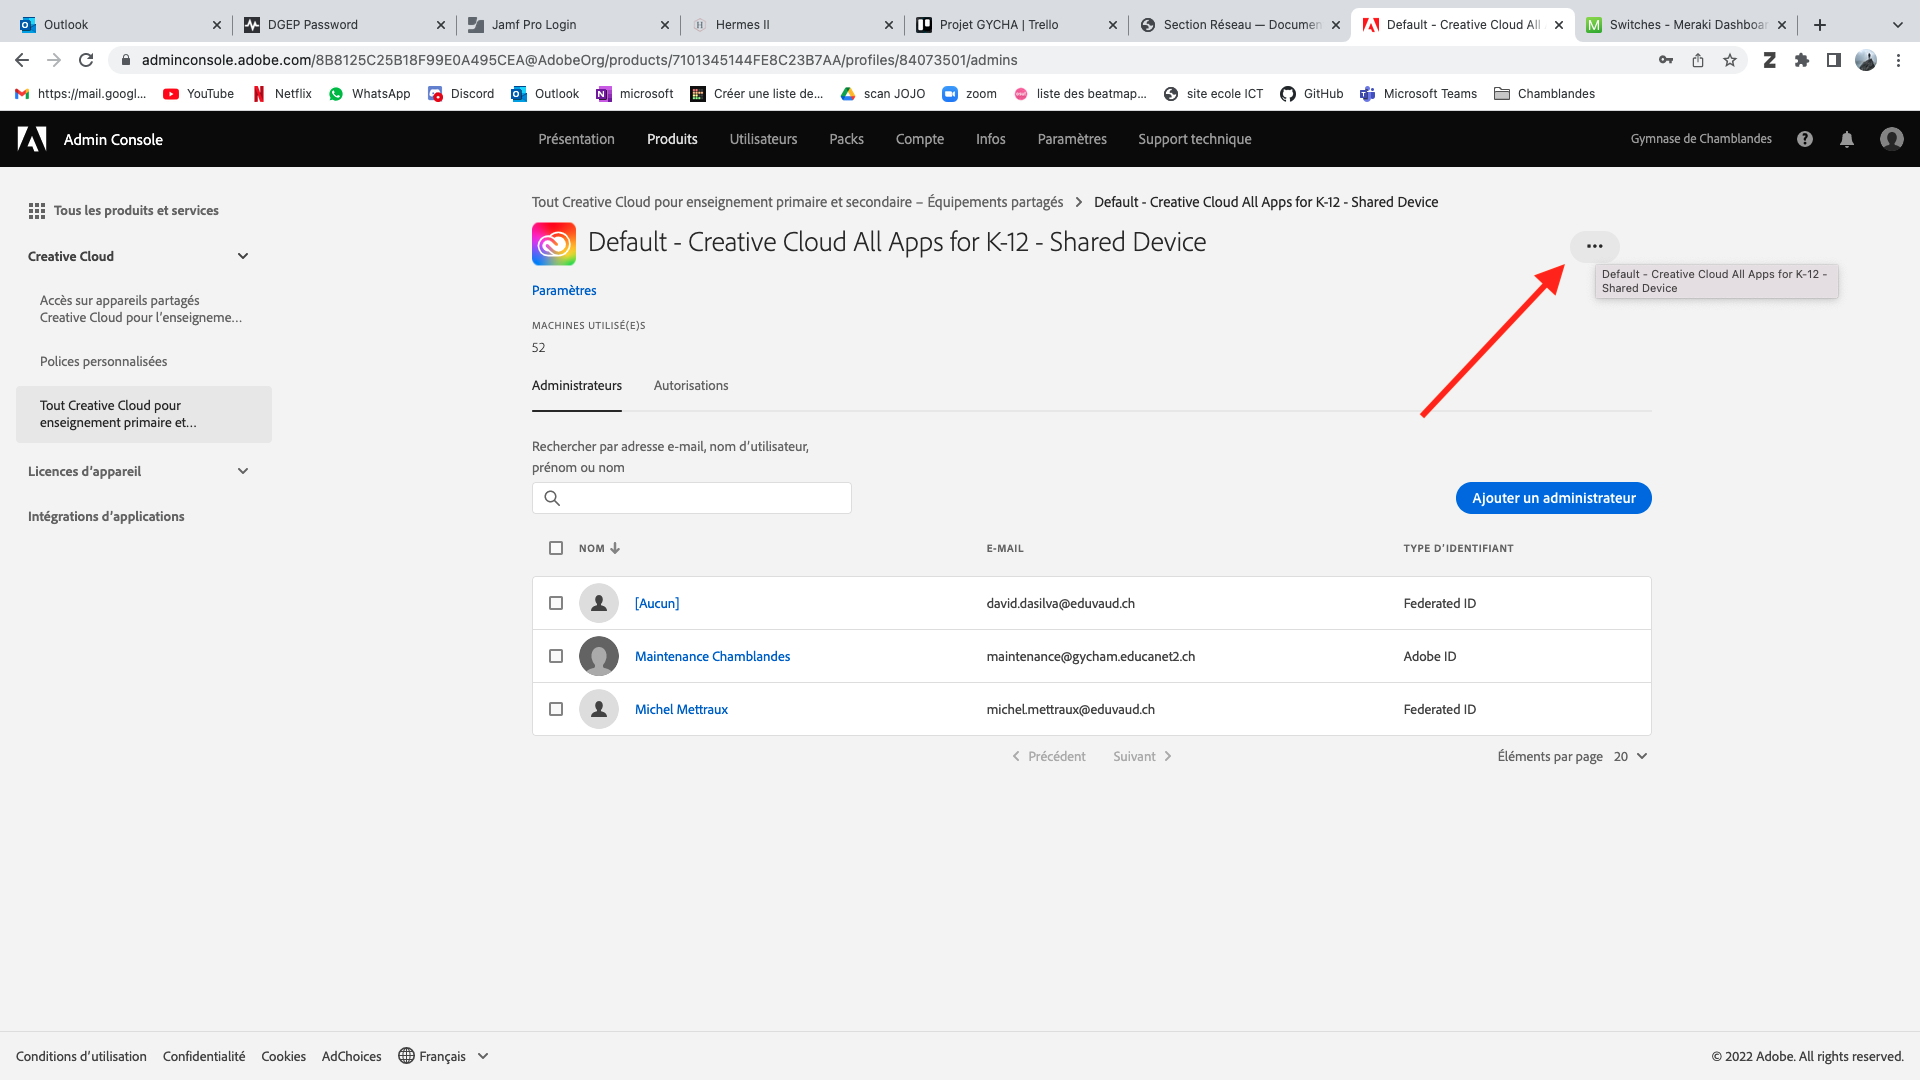 Outlook
DGEP Password
Jamf Pro Login
Hermes II
Projet GYCHA | Trello
Section Réseau — Documen
Default - Creative Cloud All
Switches - Meraki Dashboar
adminconsole.adobe.com/8B8125C25B18F99E0A495CEA@AdobeOrg/products/7101345144FE8C23B7AA/profiles/84073501/admins
https://mail.googl...
YouTube
Netflix
WhatsApp
Discord
Outlook
microsoft
Créer une liste de...
scan JOJO
zoom
liste des beatmap...
site ecole ICT
GitHub
Microsoft Teams
Chamblandes
Admin Console
Présentation
Produits
Utilisateurs
Packs
Compte
Infos
Paramètres
Support technique
Gymnase de Chamblandes
Tous les produits et services
Creative Cloud
Accès sur appareils partagés
Creative Cloud pour l’enseigneme…
Polices personnalisées
Tout Creative Cloud pour
enseignement primaire et…
Licences d’appareil
Intégrations d’applications
Tout Creative Cloud pour enseignement primaire et secondaire – Équipements partagés > Default - Creative Cloud All Apps for K-12 - Shared Device
Default - Creative Cloud All Apps for K-12 - Shared Device
Default - Creative Cloud All Apps for K-12 -
Shared Device
Paramètres
MACHINES UTILISÉ(E)S
52
Administrateurs
Autorisations
Rechercher par adresse e-mail, nom d’utilisateur,
prénom ou nom
Ajouter un administrateur
NOM
E-MAIL
TYPE D’IDENTIFIANT
[Aucun]
david.dasilva@eduvaud.ch
Federated ID
Maintenance Chamblandes
maintenance@gycham.educanet2.ch
Adobe ID
Michel Mettraux
michel.mettraux@eduvaud.ch
Federated ID
Précédent
Suivant
Éléments par page 20
Conditions d’utilisation
Confidentialité
Cookies
AdChoices
Français
© 2022 Adobe. All rights reserved.